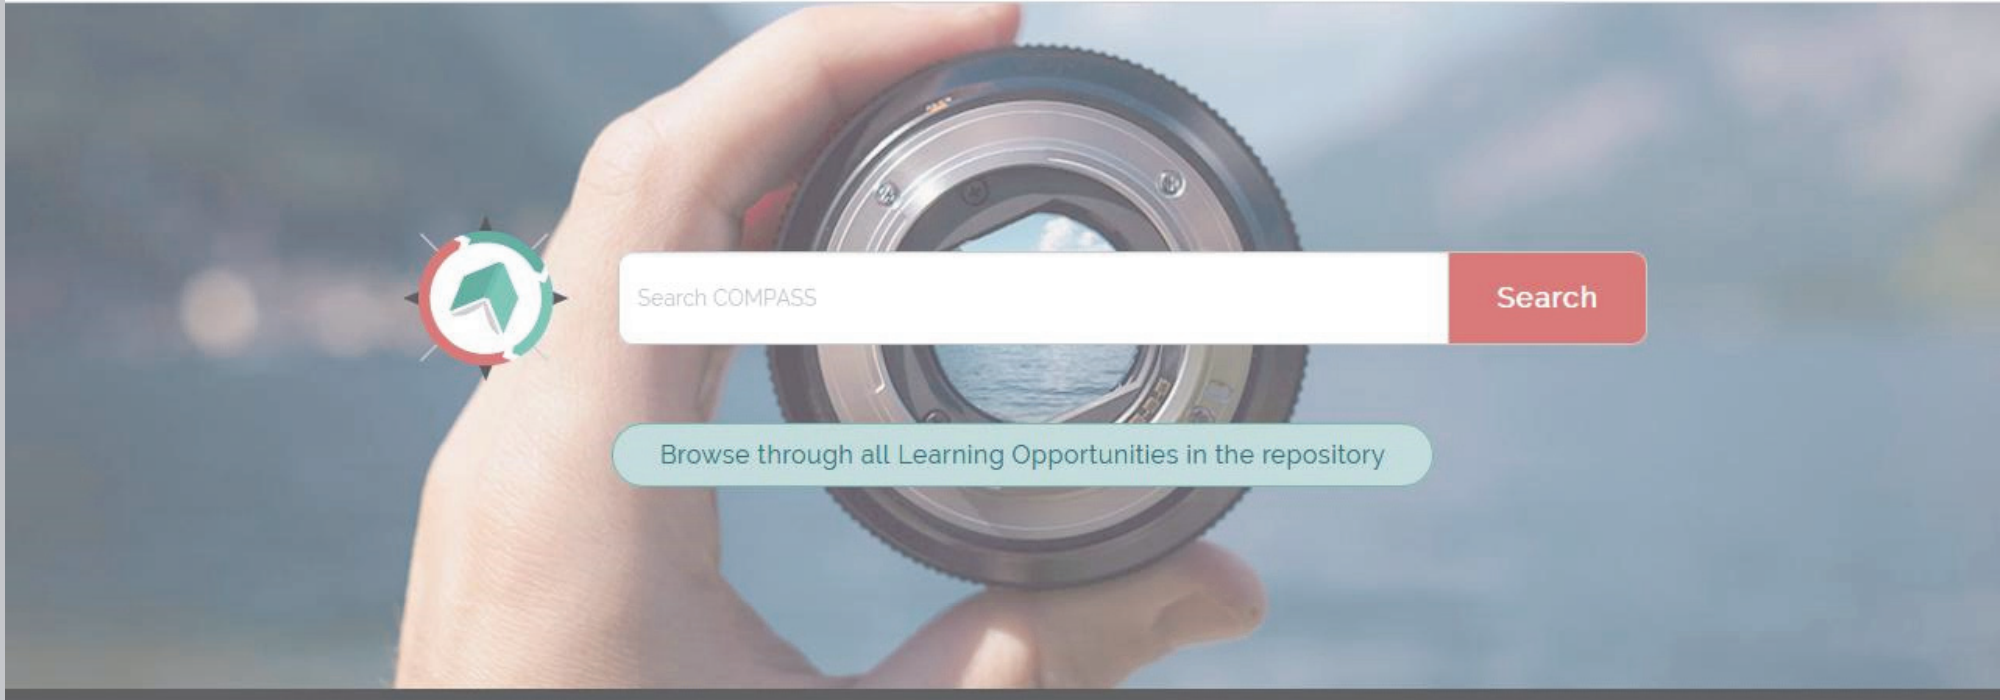 Search COMPASS
Search
Browse through all Learning Opportunities in the repository